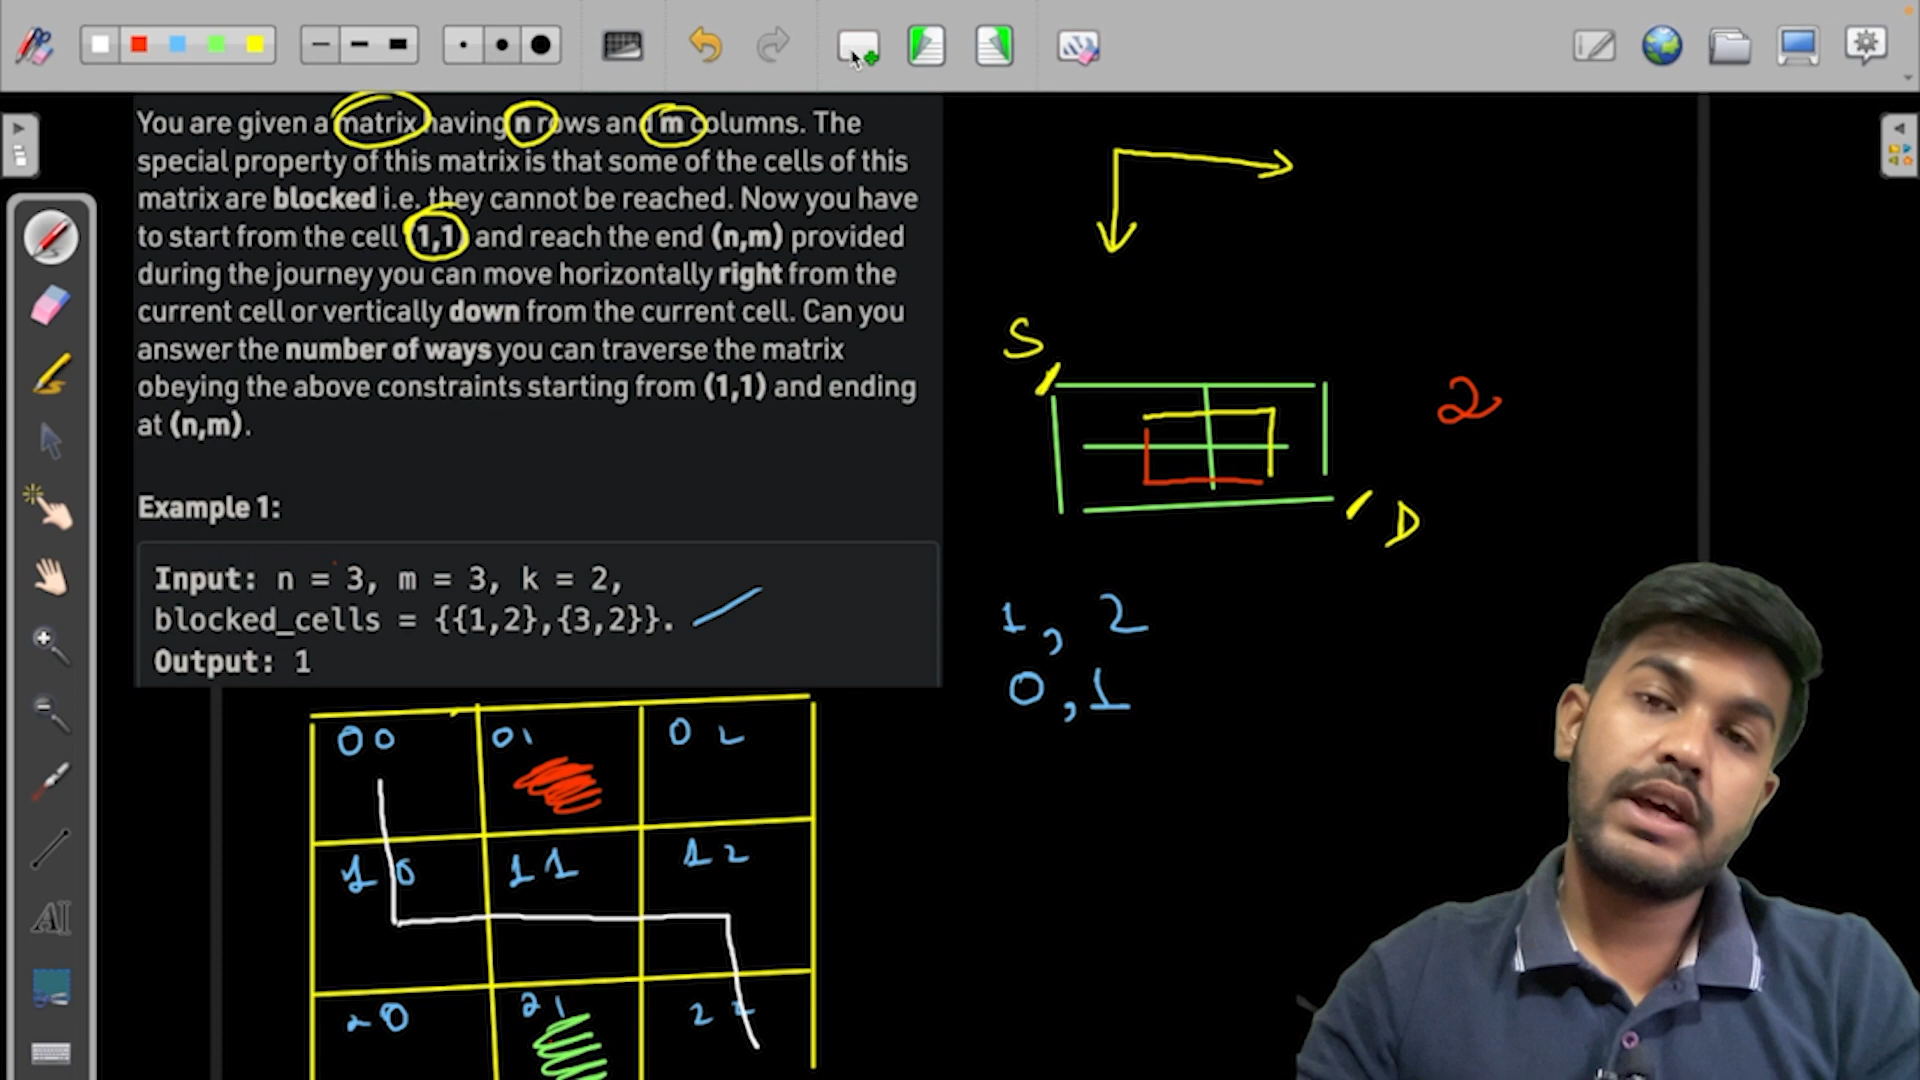 You are given a matrix having n rows and m columns. The
special property of this matrix is that some of the cells of this
matrix are blocked i.e. they cannot be reached. Now you have
to start from the cell (1,1) and reach the end (n,m) provided
during the journey you can move horizontally right from the
current cell or vertically down from the current cell. Can you
answer the number of ways you can traverse the matrix
obeying the above constraints starting from (1,1) and ending
at (n,m).
Example 1:
Input: n = 3, m = 3, k = 2,
blocked_cells = {{1,2},{3,2}}.
Output: 1
S
D
2
1, 2
0, 1
00 01 02
10 11 12
20 21 22